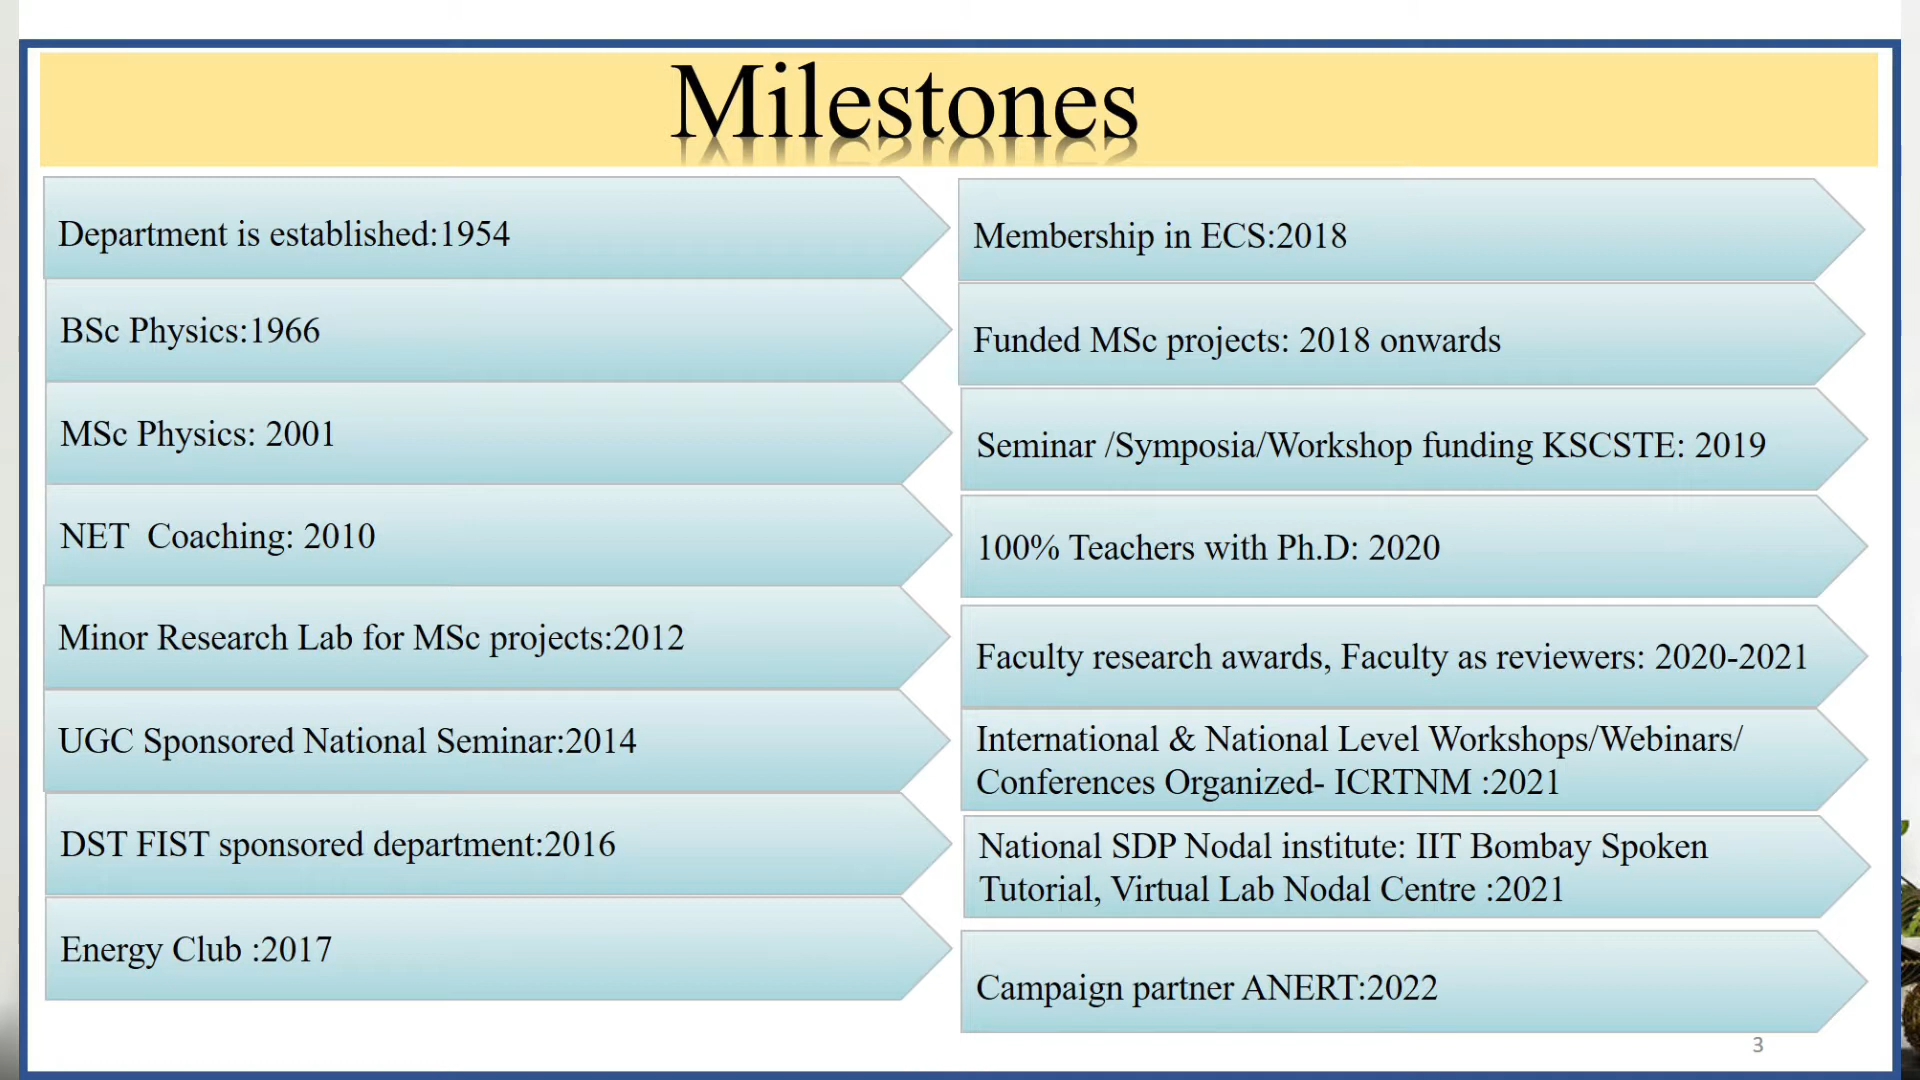 Milestones
Department is established:1954
BSc Physics:1966
MSc Physics: 2001
NET  Coaching: 2010
Minor Research Lab for MSc projects:2012
UGC Sponsored National Seminar:2014
DST FIST sponsored department:2016
Energy Club :2017
Membership in ECS:2018
Funded MSc projects: 2018 onwards
Seminar /Symposia/Workshop funding KSCSTE: 2019
100% Teachers with Ph.D: 2020
Faculty research awards, Faculty as reviewers: 2020-2021
International & National Level Workshops/Webinars/
Conferences Organized- ICRTNM :2021
National SDP Nodal institute: IIT Bombay Spoken
Tutorial, Virtual Lab Nodal Centre :2021
Campaign partner ANERT:2022
3